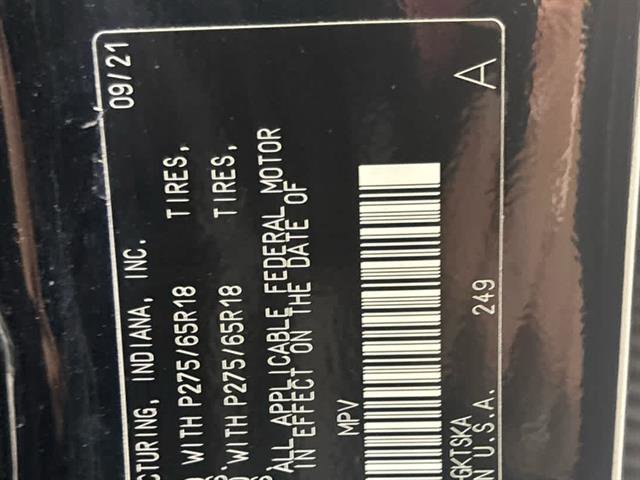 CTURING, INDIANA, INC. 09/21
WITH P275/65R18 TIRES,
WITH P275/65R18 TIRES,
ALL APPLICABLE FEDERAL MOTOR
IN EFFECT ON THE DATE OF
MPV
GKTSKA
N U.S.A. 249 A